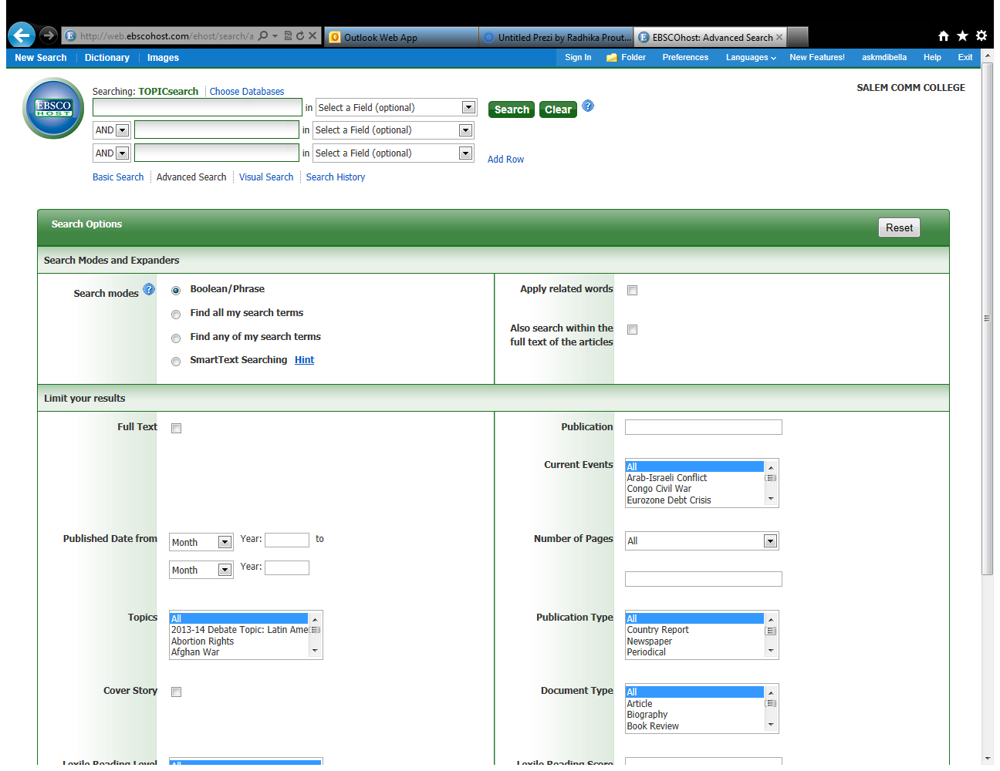 http://web.ebscohost.com/ehost/search/a
Outlook Web App
Untitled Prezi by Radhika Prout...
EBSCOhost: Advanced Search
New Search
Dictionary
Images
Sign In
Folder
Preferences
Languages
New Features!
askmdibella
Help
Exit
EBSCO
HOST
Searching: TOPICsearch
Choose Databases
SALEM COMM COLLEGE
in Select a Field (optional)
Search
Clear
?
AND
in Select a Field (optional)
AND
in Select a Field (optional)
Add Row
Basic Search
Advanced Search
Visual Search
Search History
Search Options
Reset
Search Modes and Expanders
Search modes ?
Boolean/Phrase
Find all my search terms
Find any of my search terms
SmartText Searching Hint
Apply related words
Also search within the
full text of the articles
Limit your results
Full Text
Publication
Current Events
All
Arab-Israeli Conflict
Congo Civil War
Eurozone Debt Crisis
Published Date from
Month
Year:
to
Month
Year:
Number of Pages
All
Topics
All
2013-14 Debate Topic: Latin Ame
Abortion Rights
Afghan War
Publication Type
All
Country Report
Newspaper
Periodical
Cover Story
Document Type
All
Article
Biography
Book Review
Lexile Reading Level
All
Lexile Reading Score